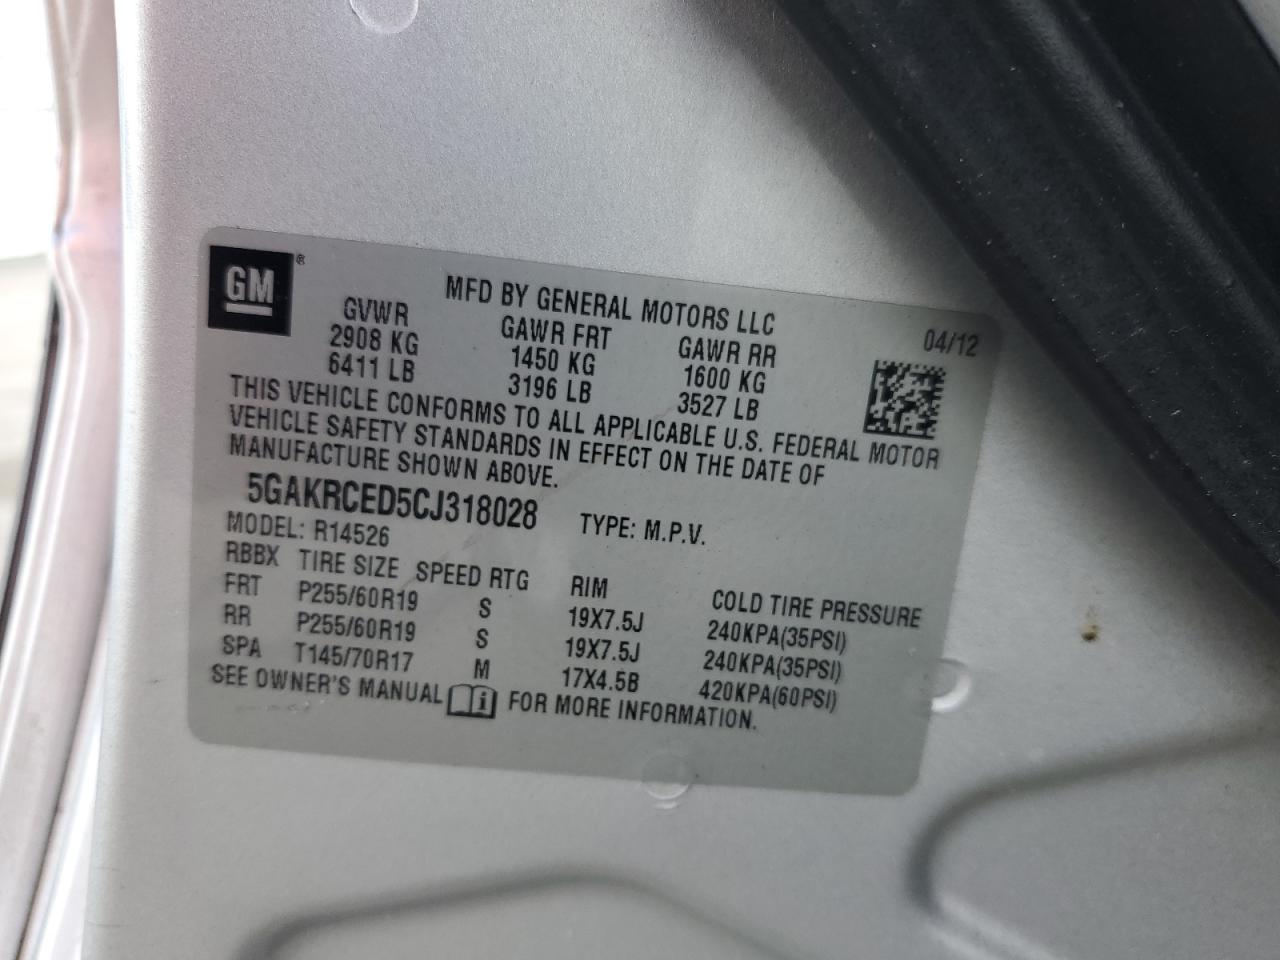 GM ®
MFD BY GENERAL MOTORS LLC 04/12
GVWR GAWR FRT GAWR RR
2908 KG 1450 KG 1600 KG
6411 LB 3196 LB 3527 LB
THIS VEHICLE CONFORMS TO ALL APPLICABLE U.S. FEDERAL MOTOR
VEHICLE SAFETY STANDARDS IN EFFECT ON THE DATE OF
MANUFACTURE SHOWN ABOVE.
5GAKRCED5CJ318028 TYPE: M.P.V.
MODEL: R14526
RBBX TIRE SIZE SPEED RTG RIM COLD TIRE PRESSURE
FRT P255/60R19 S 19X7.5J 240KPA(35PSI)
RR P255/60R19 S 19X7.5J 240KPA(35PSI)
SPA T145/70R17 M 17X4.5B 420KPA(60PSI)
SEE OWNER'S MANUAL i FOR MORE INFORMATION.